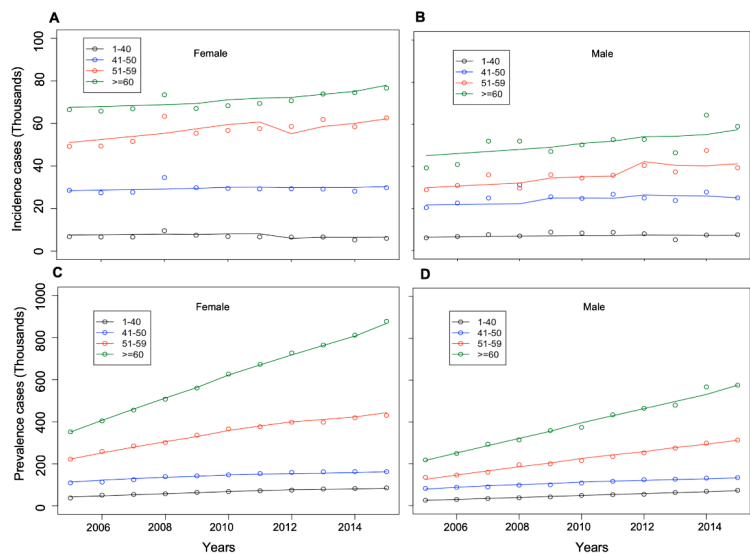 A
Female
1-40
41-50
51-59
>=60
Incidence cases (Thousands)
0 20 40 60 80 100
B
Male
1-40
41-50
51-59
>=60
C
Female
1-40
41-50
51-59
>=60
Prevalence cases (Thousands)
0 200 400 600 800 1000
2006 2008 2010 2012 2014
Years
D
Male
1-40
41-50
51-59
>=60
2006 2008 2010 2012 2014
Years